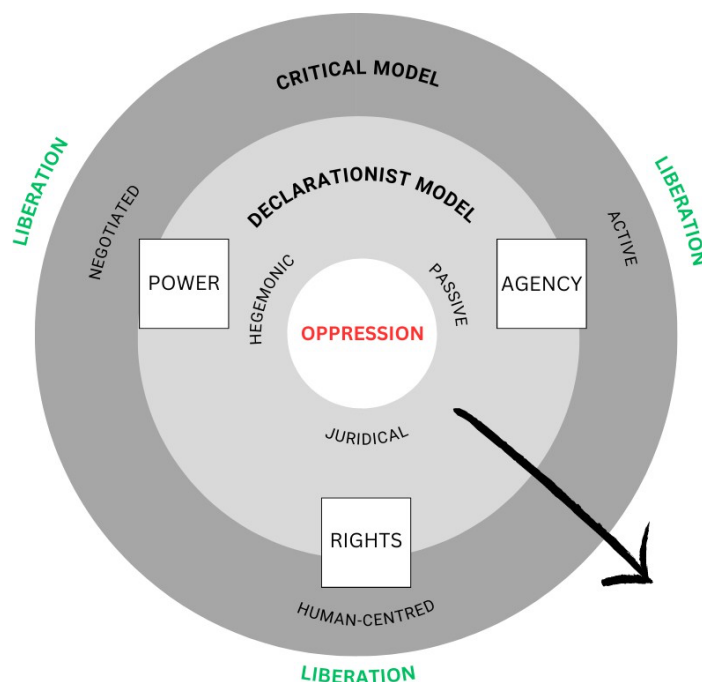 CRITICAL MODEL
LIBERATION
LIBERATION
DECLARATIONIST MODEL
NEGOTIATED
ACTIVE
POWER
HEGEMONIC
PASSIVE
AGENCY
OPPRESSION
JURIDICAL
RIGHTS
HUMAN-CENTRED
LIBERATION